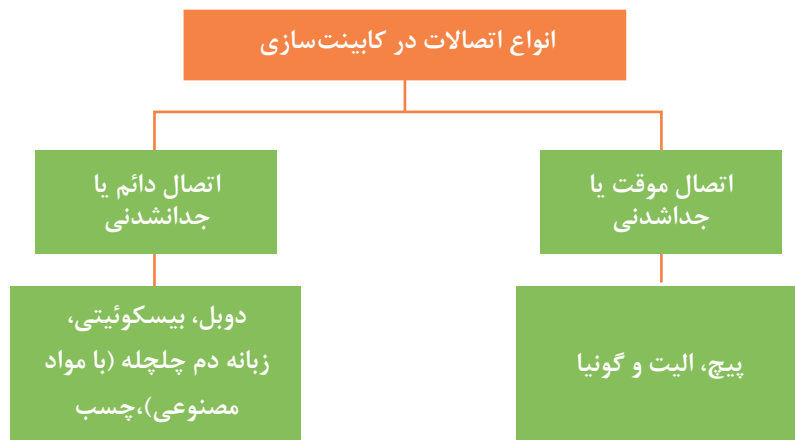 انواع اتصالات در کابینت‌سازی
اتصال موقت یا
جداشدنی
اتصال دائم یا
جدانشدنی
پیچ، الیت و گونیا
دوبل، بیسکوئیتی،
زبانه دم چلچله (با مواد
مصنوعی)،چسب